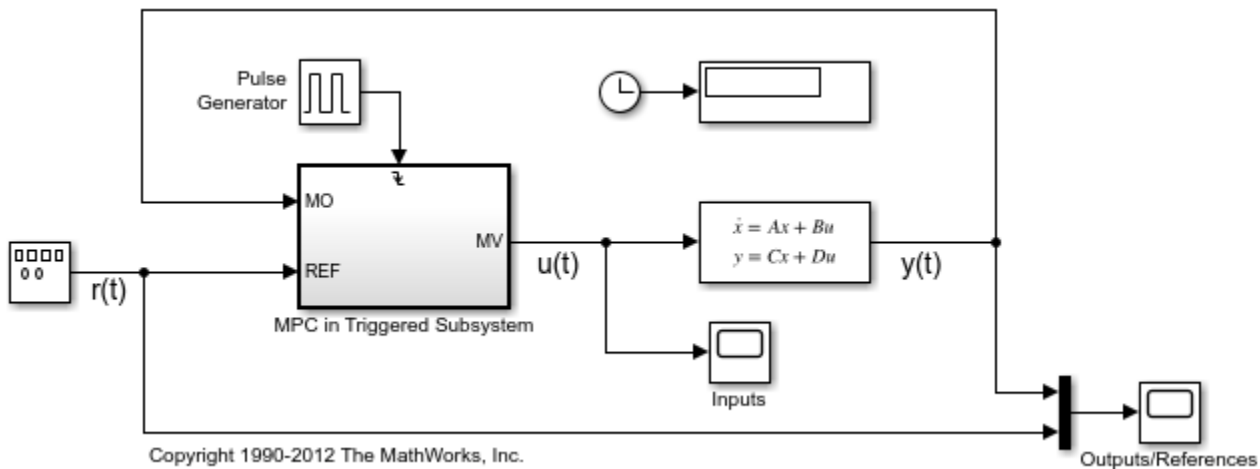 Pulse
Generator
MO
REF
MV
r(t)
u(t)
ẋ = Ax + Bu
y = Cx + Du
y(t)
MPC in Triggered Subsystem
Inputs
Outputs/References
Copyright 1990-2012 The MathWorks, Inc.